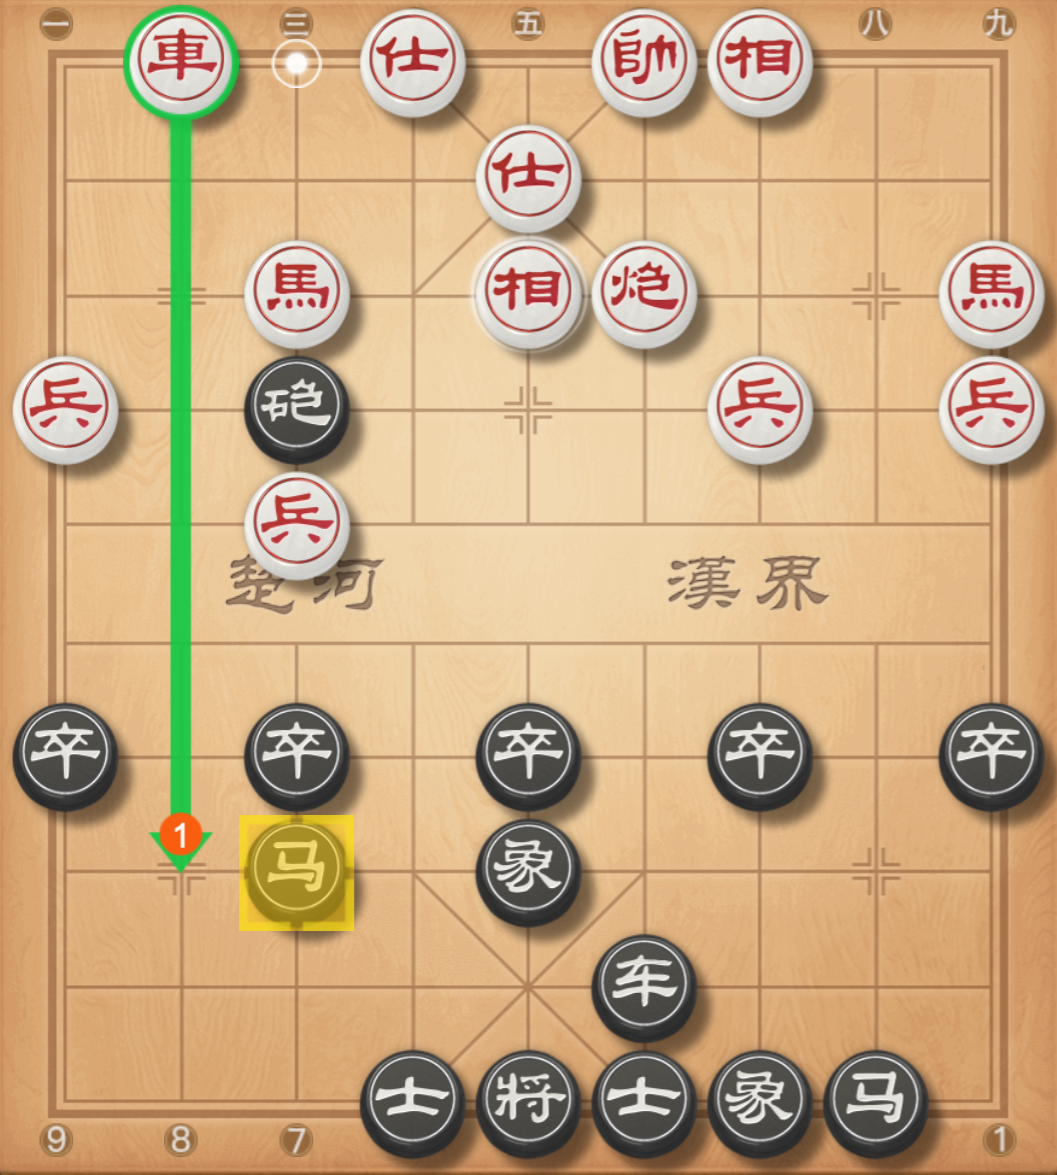 一 三 五 八 九
車 仕 帥 相
仕
馬 相 炮 馬
兵 砲 兵 兵
兵
楚河 漢界
卒 卒 卒 卒 卒
1
马 象
车
士 将 士 象 马
9 8 7 1